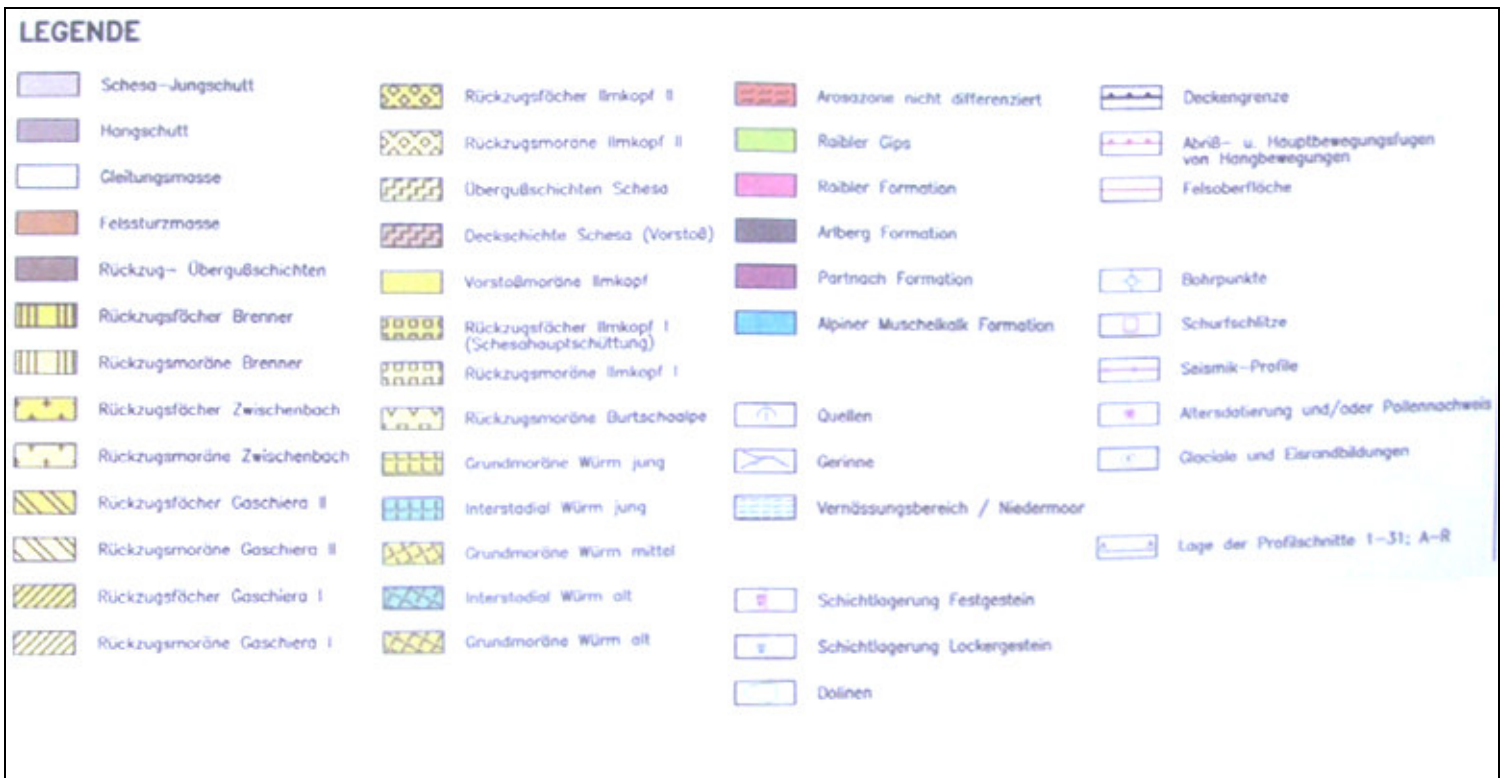 LEGENDE
Schesa-Jungschutt
Hangschutt
Gleitungsmasse
Felssturzmasse
Rückzug- Übergußschichten
Rückzugsfächer Brenner
Rückzugsmoräne Brenner
Rückzugsfächer Zwischenbach
Rückzugsmoräne Zwischenbach
Rückzugsfächer Gaschiera II
Rückzugsmoräne Gaschiera II
Rückzugsfächer Gaschiera I
Rückzugsmoräne Gaschiera I
Rückzugsfächer Ilmkopf II
Rückzugsmoräne Ilmkopf II
Übergußschichten Schesa
Deckschichte Schesa (Vorstoß)
Vorstoßmoräne Ilmkopf
Rückzugsfächer Ilmkopf I
(Schesahauptschüttung)
Rückzugsmoräne Ilmkopf I
Rückzugsmoräne Burtschaalpe
Grundmoräne Würm jung
Interstadial Würm jung
Grundmoräne Würm mittel
Interstadial Würm alt
Grundmoräne Würm alt
Arosazone nicht differenziert
Raibler Gips
Raibler Formation
Arlberg Formation
Partnach Formation
Alpiner Muschelkalk Formation
Quellen
Gerinne
Vernässungsbereich / Niedermoor
Schichtlagerung Festgestein
Schichtlagerung Lockergestein
Dolinen
Deckengrenze
Abriß- u. Hauptbewegungsfugen
von Hangbewegungen
Felsoberfläche
Bohrpunkte
Schurfschlitze
Seismik-Profile
Altersdatierung und/oder Pollennachweis
Glaciale und Eisrandbildungen
Lage der Profilschnitte 1-31; A-R